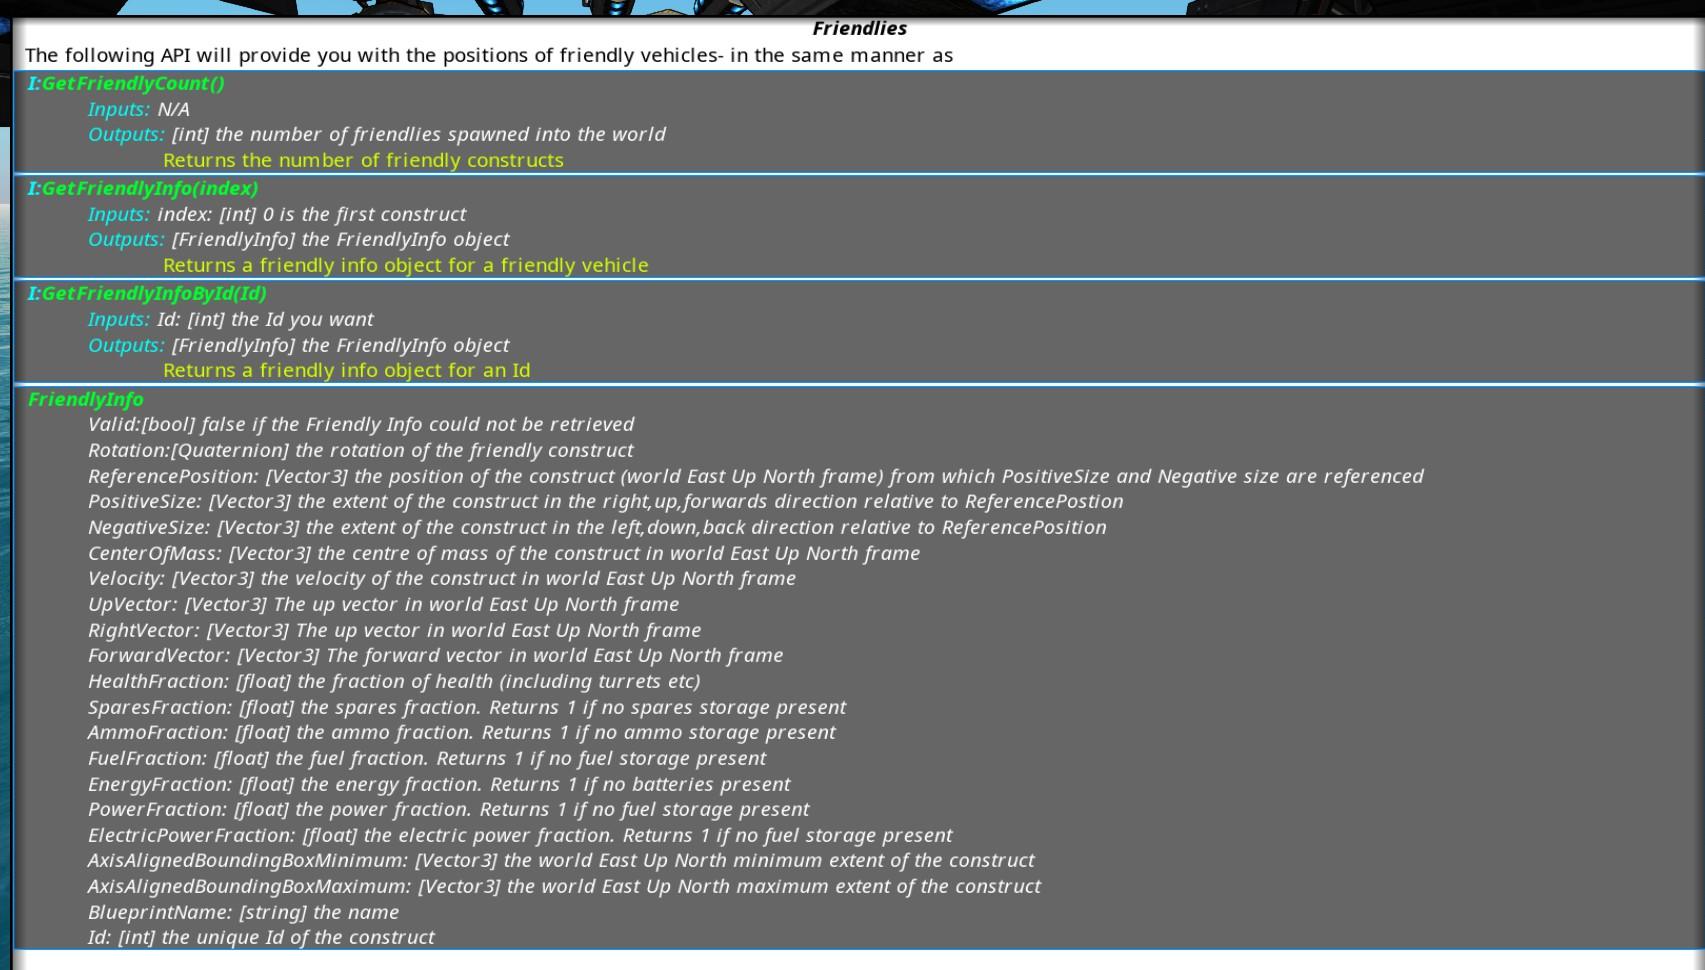 Friendlies
The following API will provide you with the positions of friendly vehicles- in the same manner as
I:GetFriendlyCount()
Inputs: N/A
Outputs: [int] the number of friendlies spawned into the world
Returns the number of friendly constructs
I:GetFriendlyInfo(index)
Inputs: index: [int] 0 is the first construct
Outputs: [FriendlyInfo] the FriendlyInfo object
Returns a friendly info object for a friendly vehicle
I:GetFriendlyInfoById(Id)
Inputs: Id: [int] the Id you want
Outputs: [FriendlyInfo] the FriendlyInfo object
Returns a friendly info object for an Id
FriendlyInfo
Valid:[bool] false if the Friendly Info could not be retrieved
Rotation:[Quaternion] the rotation of the friendly construct
ReferencePosition: [Vector3] the position of the construct (world East Up North frame) from which PositiveSize and Negative size are referenced
PositiveSize: [Vector3] the extent of the construct in the right,up,forwards direction relative to ReferencePostion
NegativeSize: [Vector3] the extent of the construct in the left,down,back direction relative to ReferencePosition
CenterOfMass: [Vector3] the centre of mass of the construct in world East Up North frame
Velocity: [Vector3] the velocity of the construct in world East Up North frame
UpVector: [Vector3] The up vector in world East Up North frame
RightVector: [Vector3] The up vector in world East Up North frame
ForwardVector: [Vector3] The forward vector in world East Up North frame
HealthFraction: [float] the fraction of health (including turrets etc)
SparesFraction: [float] the spares fraction. Returns 1 if no spares storage present
AmmoFraction: [float] the ammo fraction. Returns 1 if no ammo storage present
FuelFraction: [float] the fuel fraction. Returns 1 if no fuel storage present
EnergyFraction: [float] the energy fraction. Returns 1 if no batteries present
PowerFraction: [float] the power fraction. Returns 1 if no fuel storage present
ElectricPowerFraction: [float] the electric power fraction. Returns 1 if no fuel storage present
AxisAlignedBoundingBoxMinimum: [Vector3] the world East Up North minimum extent of the construct
AxisAlignedBoundingBoxMaximum: [Vector3] the world East Up North maximum extent of the construct
BlueprintName: [string] the name
Id: [int] the unique Id of the construct